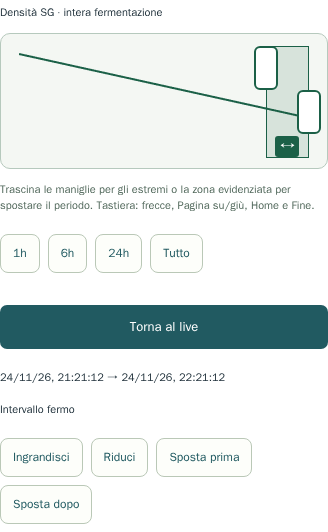 Densità SG · intera fermentazione
↔
Trascina le maniglie per gli estremi o la zona evidenziata per
spostare il periodo. Tastiera: frecce, Pagina su/giù, Home e Fine.
1h 6h 24h Tutto
Torna al live
24/11/26, 21:21:12 → 24/11/26, 22:21:12
Intervallo fermo
Ingrandisci Riduci Sposta prima
Sposta dopo